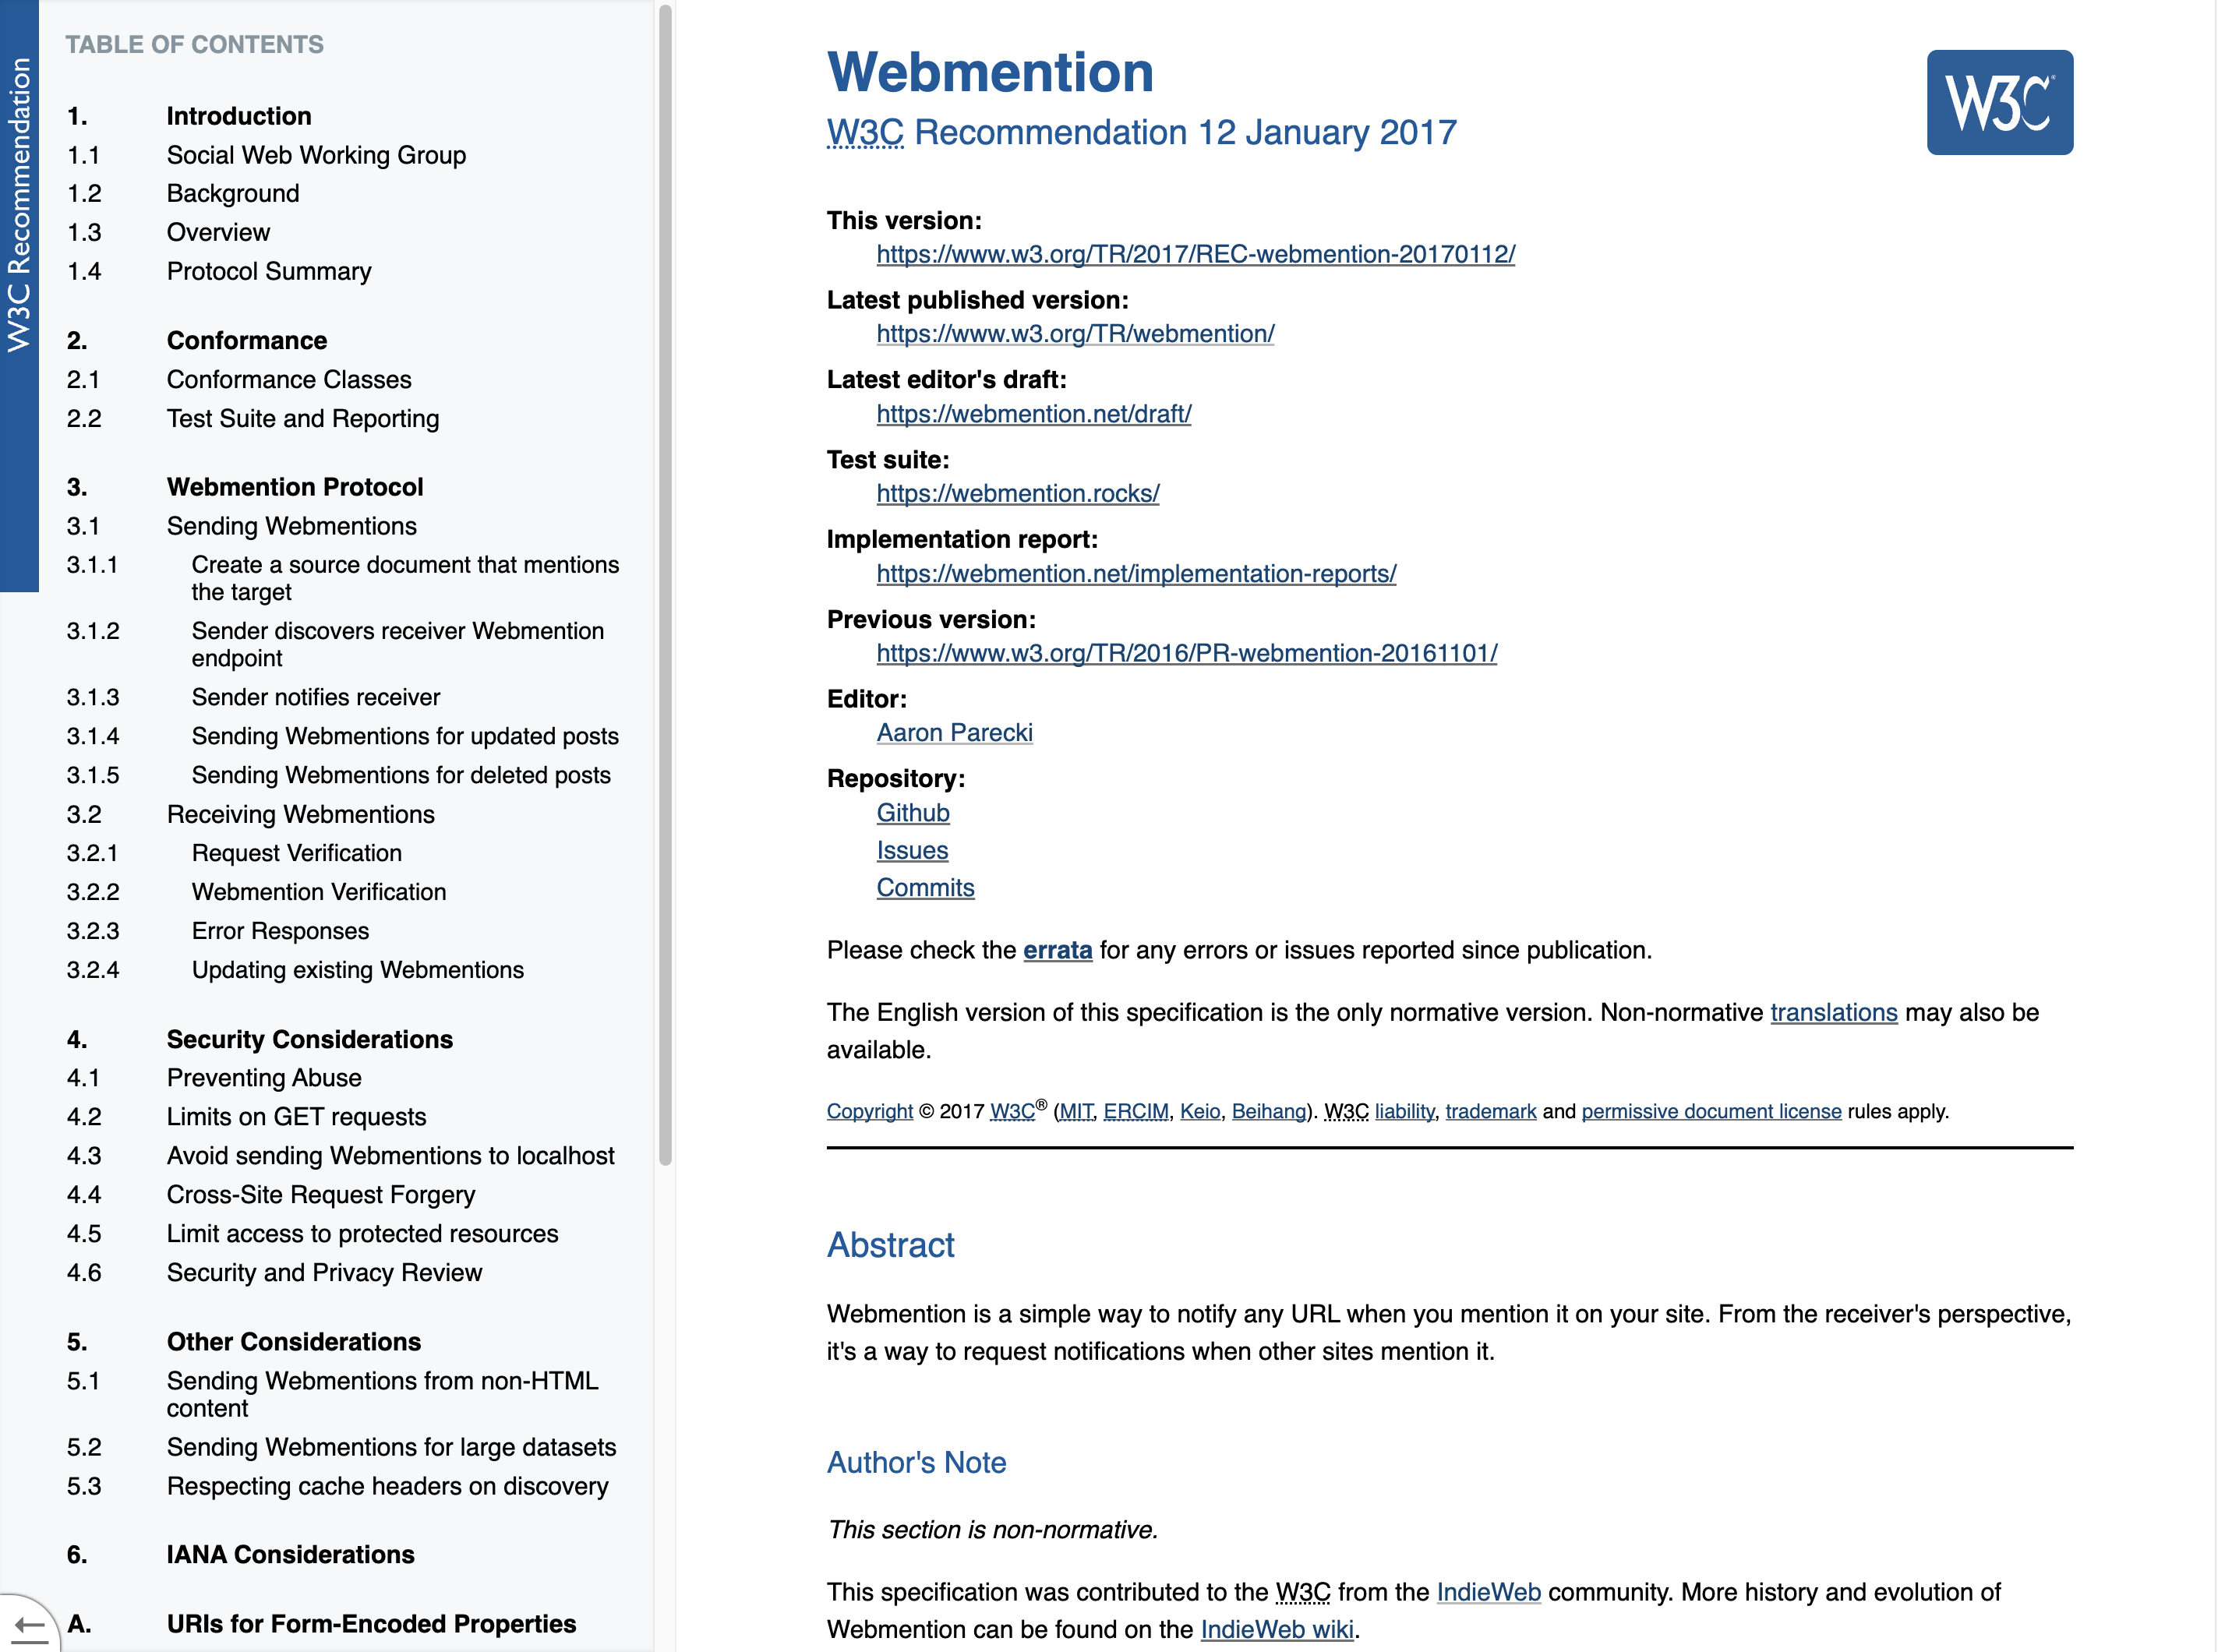 W3C Recommendation
TABLE OF CONTENTS
1. Introduction
1.1 Social Web Working Group
1.2 Background
1.3 Overview
1.4 Protocol Summary
2. Conformance
2.1 Conformance Classes
2.2 Test Suite and Reporting
3. Webmention Protocol
3.1 Sending Webmentions
3.1.1 Create a source document that mentions
the target
3.1.2 Sender discovers receiver Webmention
endpoint
3.1.3 Sender notifies receiver
3.1.4 Sending Webmentions for updated posts
3.1.5 Sending Webmentions for deleted posts
3.2 Receiving Webmentions
3.2.1 Request Verification
3.2.2 Webmention Verification
3.2.3 Error Responses
3.2.4 Updating existing Webmentions
4. Security Considerations
4.1 Preventing Abuse
4.2 Limits on GET requests
4.3 Avoid sending Webmentions to localhost
4.4 Cross-Site Request Forgery
4.5 Limit access to protected resources
4.6 Security and Privacy Review
5. Other Considerations
5.1 Sending Webmentions from non-HTML
content
5.2 Sending Webmentions for large datasets
5.3 Respecting cache headers on discovery
6. IANA Considerations
A. URIs for Form-Encoded Properties
Webmention
W3C
W3C Recommendation 12 January 2017
This version:
https://www.w3.org/TR/2017/REC-webmention-20170112/
Latest published version:
https://www.w3.org/TR/webmention/
Latest editor's draft:
https://webmention.net/draft/
Test suite:
https://webmention.rocks/
Implementation report:
https://webmention.net/implementation-reports/
Previous version:
https://www.w3.org/TR/2016/PR-webmention-20161101/
Editor:
Aaron Parecki
Repository:
Github
Issues
Commits
Please check the errata for any errors or issues reported since publication.
The English version of this specification is the only normative version. Non-normative translations may also be
available.
Copyright © 2017 W3C® (MIT, ERCIM, Keio, Beihang). W3C liability, trademark and permissive document license rules apply.
Abstract
Webmention is a simple way to notify any URL when you mention it on your site. From the receiver's perspective,
it's a way to request notifications when other sites mention it.
Author's Note
This section is non-normative.
This specification was contributed to the W3C from the IndieWeb community. More history and evolution of
Webmention can be found on the IndieWeb wiki.